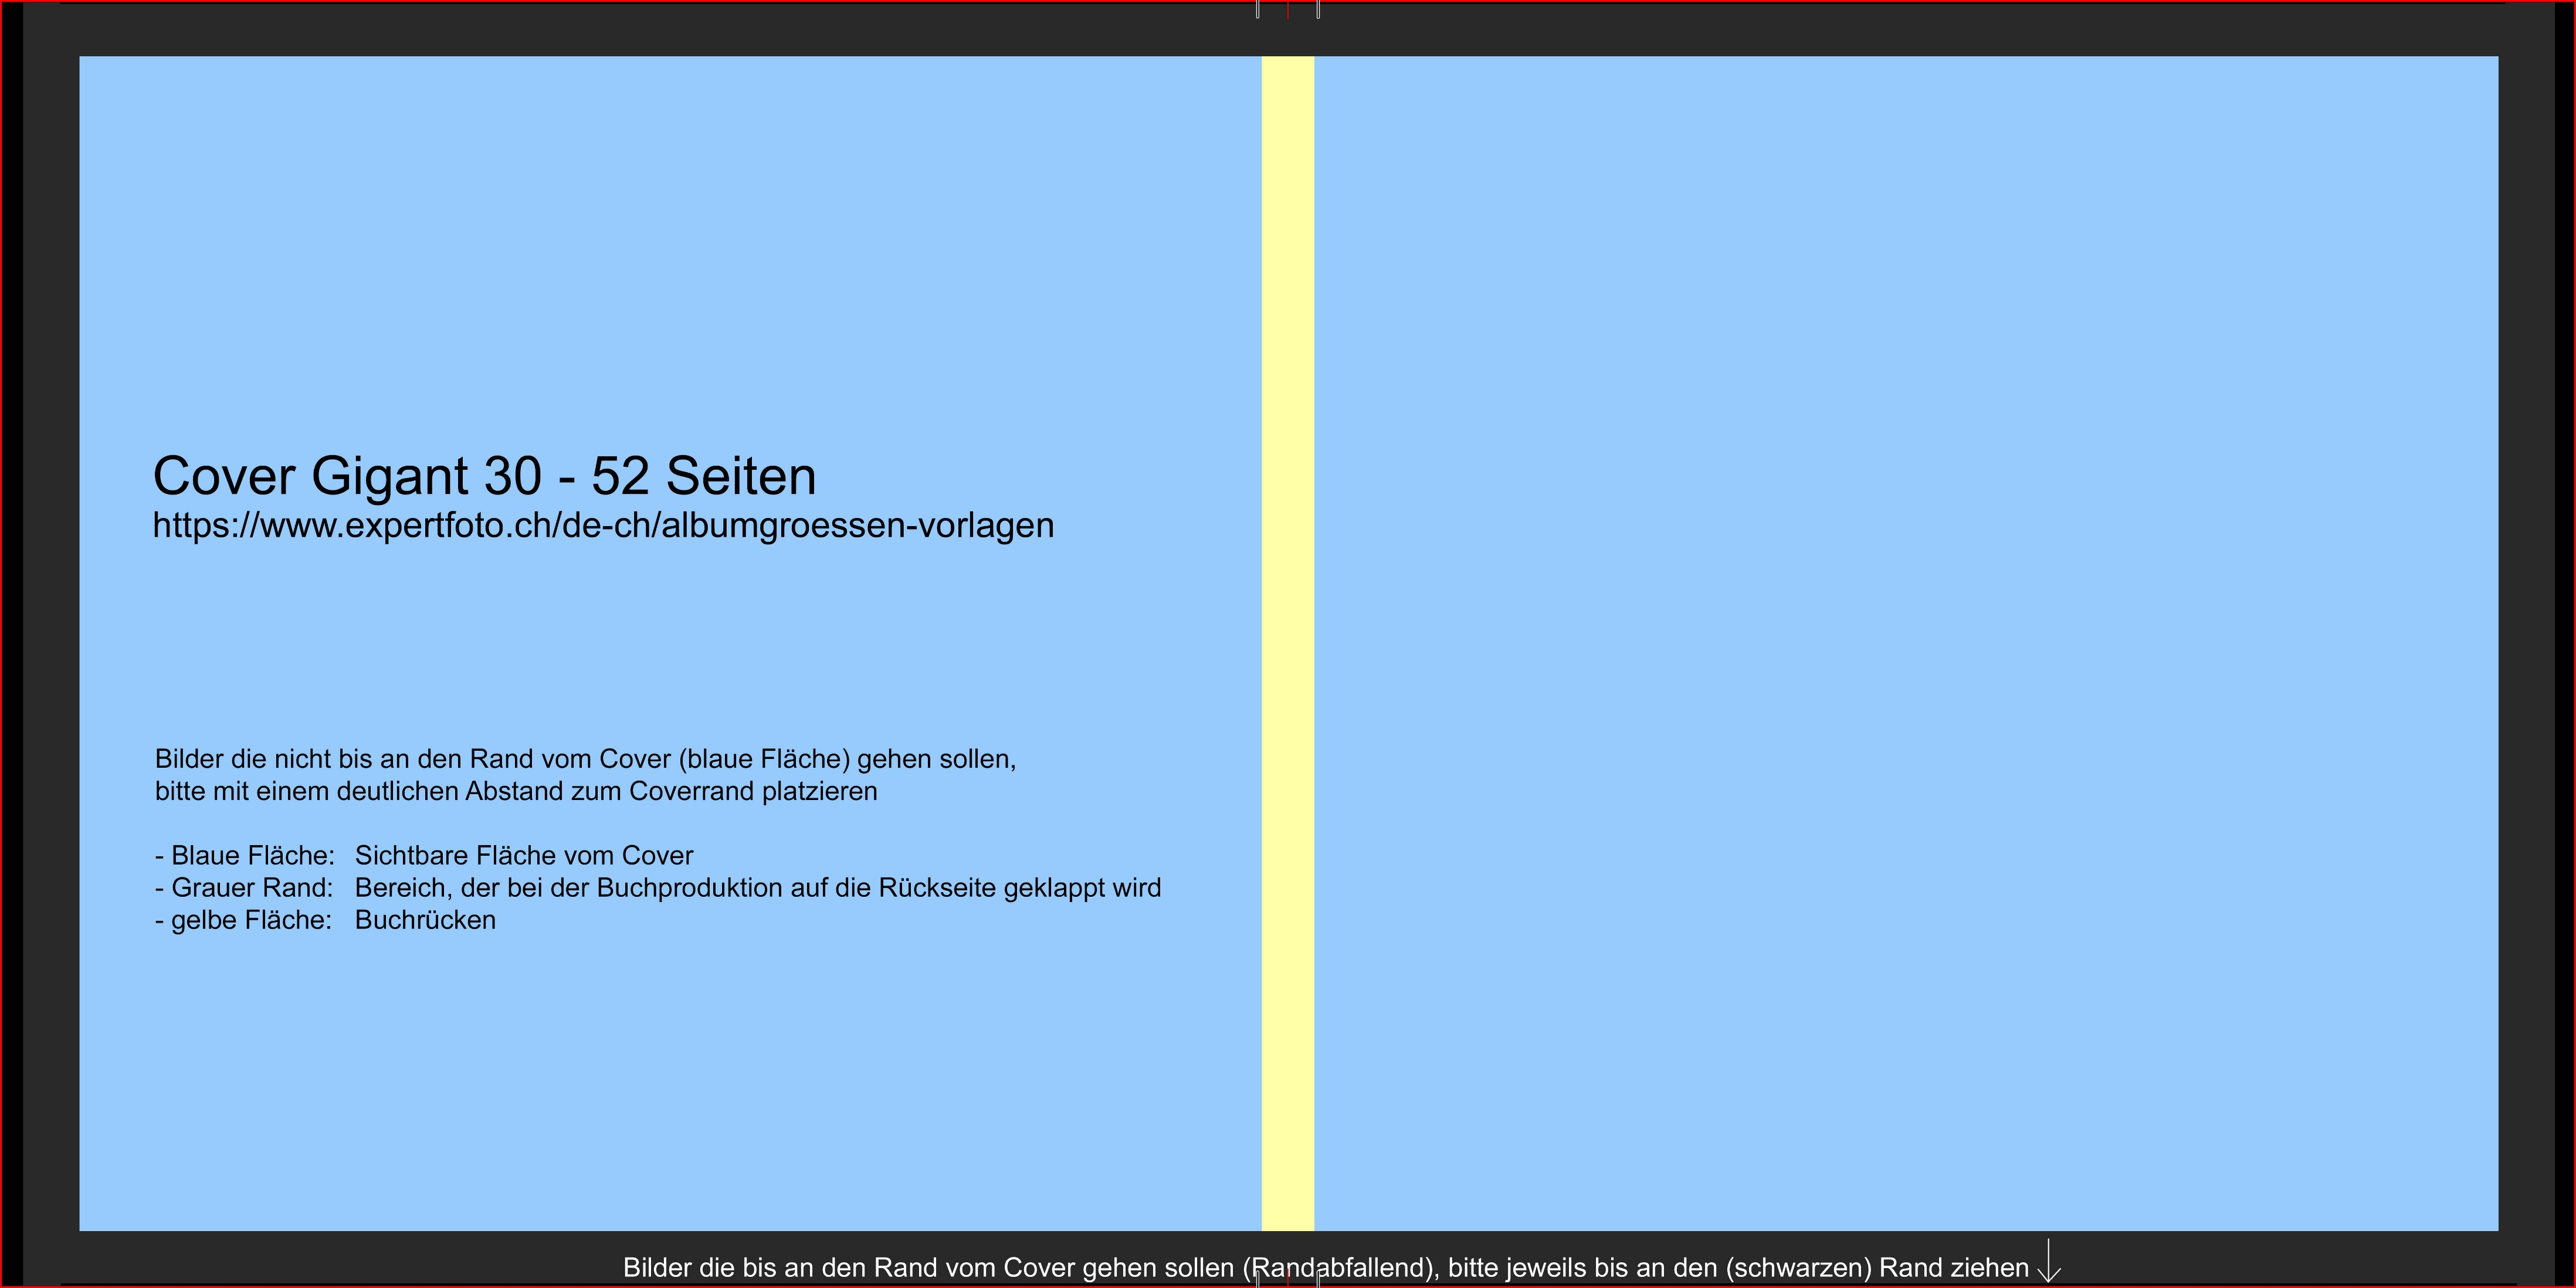 Cover Gigant 30 - 52 Seiten
https://www.expertfoto.ch/de-ch/albumgroessen-vorlagen
Bilder die nicht bis an den Rand vom Cover (blaue Fläche) gehen sollen,
bitte mit einem deutlichen Abstand zum Coverrand platzieren
- Blaue Fläche: Sichtbare Fläche vom Cover
- Grauer Rand: Bereich, der bei der Buchproduktion auf die Rückseite geklappt wird
- gelbe Fläche: Buchrücken
Bilder die bis an den Rand vom Cover gehen sollen (Randabfallend), bitte jeweils bis an den (schwarzen) Rand ziehen